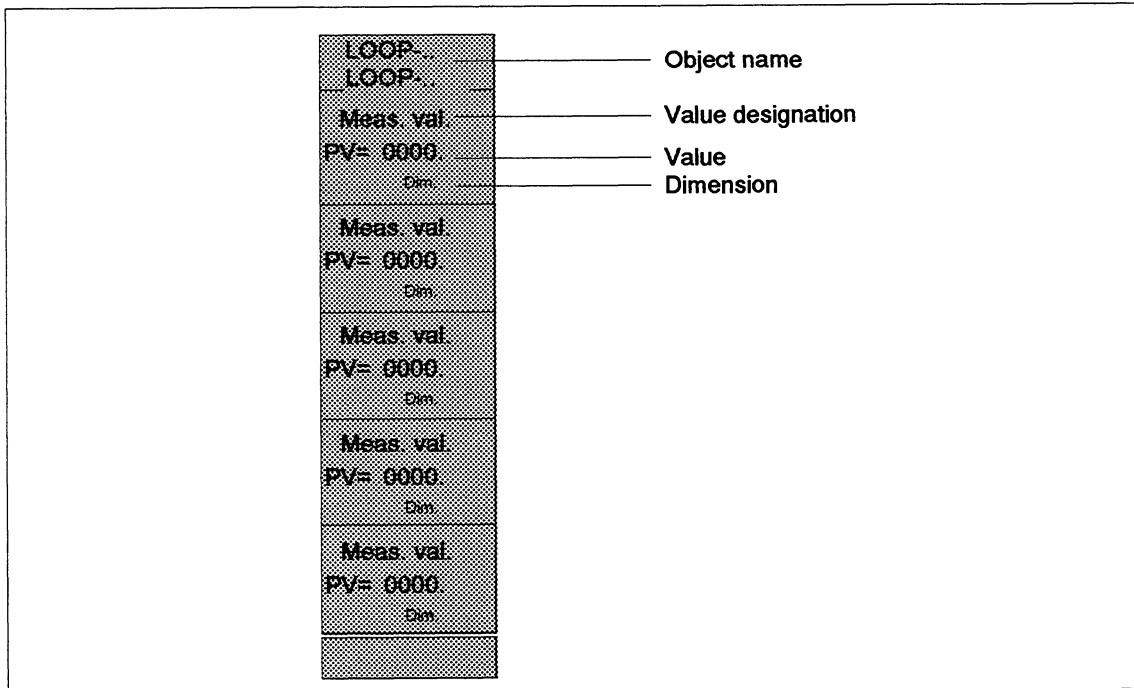 LOOP-..
LOOP-
Object name
Meas. val.
Value designation
PV= 0000.
Value
Dim.
Dimension
Meas. val.
PV= 0000.
Dim.
Meas. val.
PV= 0000.
Dim.
Meas. val.
PV= 0000.
Dim.
Meas. val.
PV= 0000.
Dim.